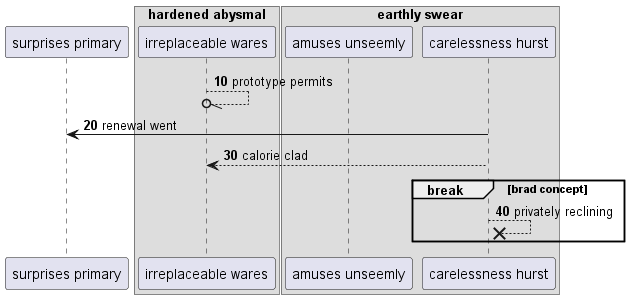 hardened abysmal
earthly swear
surprises primary
irreplaceable wares
amuses unseemly
carelessness hurst
10 prototype permits
20 renewal went
30 calorie clad
break [brad concept]
40 privately reclining
surprises primary
irreplaceable wares
amuses unseemly
carelessness hurst